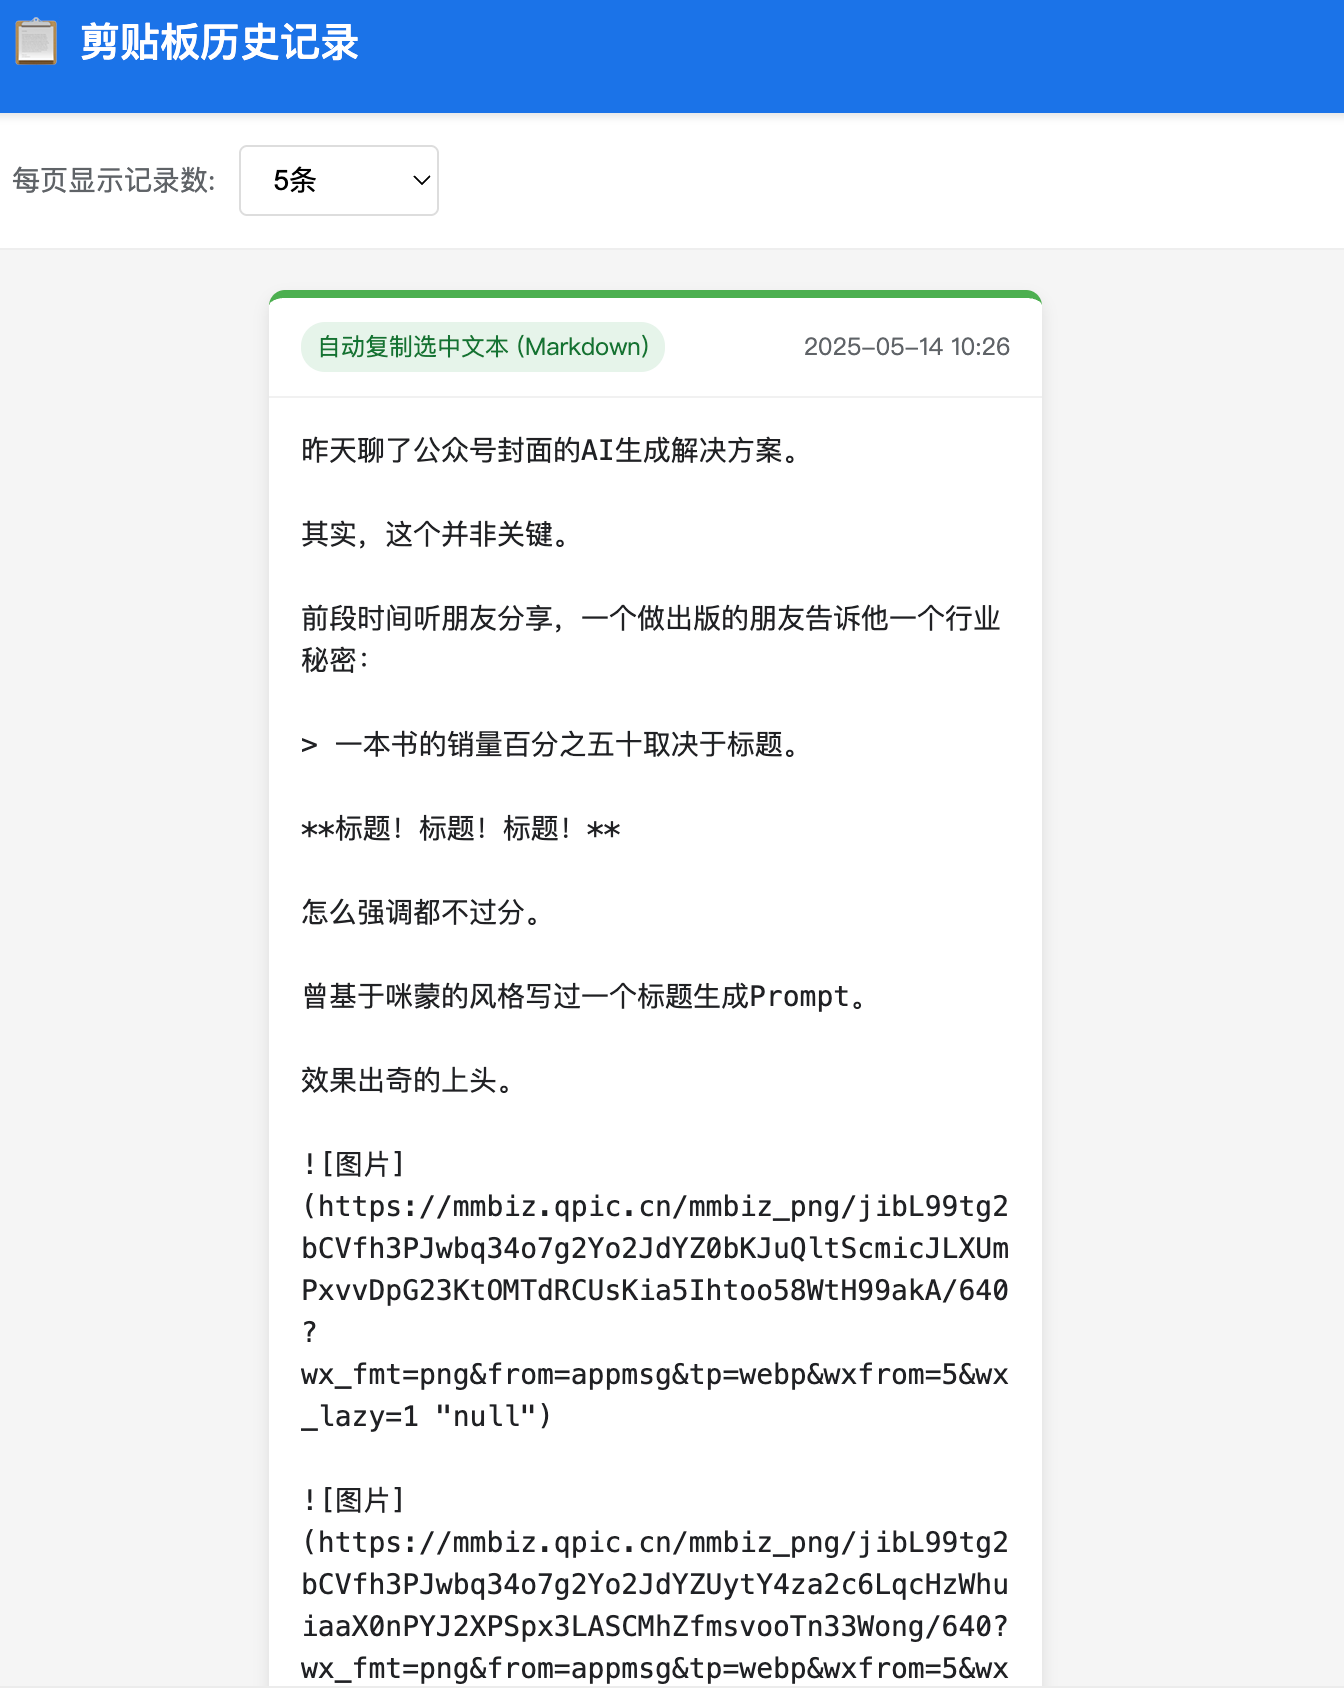 剪贴板历史记录
每页显示记录数:
5条
自动复制选中文本 (Markdown)
2025-05-14 10:26
昨天聊了公众号封面的AI生成解决方案。
其实，这个并非关键。
前段时间听朋友分享，一个做出版的朋友告诉他一个行业
秘密：
> 一本书的销量百分之五十取决于标题。
**标题！标题！标题！**
怎么强调都不过分。
曾基于咪蒙的风格写过一个标题生成Prompt。
效果出奇的上头。
![图片]
(https://mmbiz.qpic.cn/mmbiz_png/jibL99tg2
bCVfh3PJwbq34o7g2Yo2JdYZ0bKJuQltScmicJLXUm
PxvvDpG23KtOMTdRCUsKia5Ihtoo58WtH99akA/640
?
wx_fmt=png&from=appmsg&tp=webp&wxfrom=5&wx
_lazy=1 "null")
![图片]
(https://mmbiz.qpic.cn/mmbiz_png/jibL99tg2
bCVfh3PJwbq34o7g2Yo2JdYZUytY4za2c6LqcHzWhu
iaaX0nPYJ2XPSpx3LASCMhZfmsvooTn33Wong/640?
wx_fmt=png&from=appmsg&tp=webp&wxfrom=5&wx